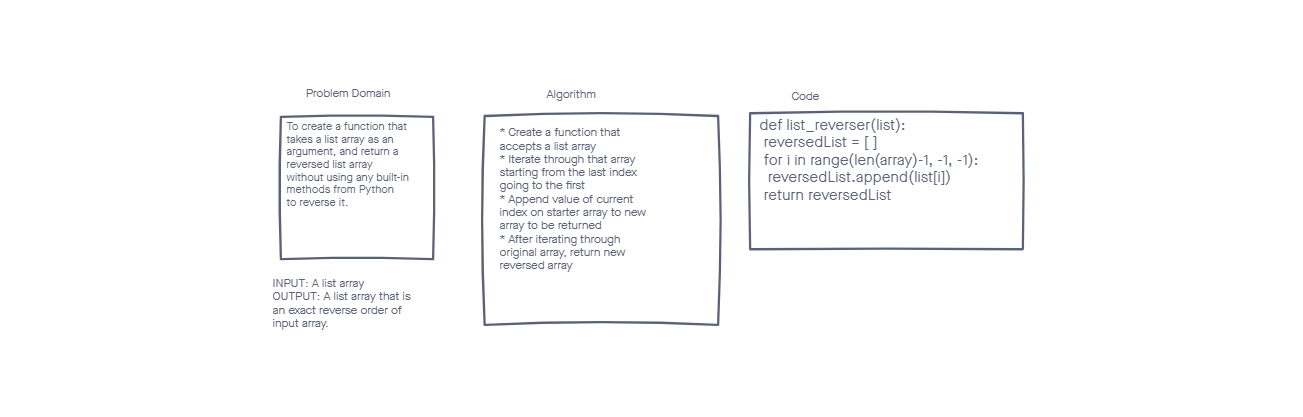 Problem Domain
To create a function that
takes a list array as an
argument, and return a
reversed list array
without using any built-in
methods from Python
to reverse it.
INPUT: A list array
OUTPUT: A list array that is
an exact reverse order of
input array.
Algorithm
* Create a function that
accepts a list array
* Iterate through that array
starting from the last index
going to the first
* Append value of current
index on starter array to new
array to be returned
* After iterating through
original array, return new
reversed array
Code
def list_reverser(list):
reversedList = [ ]
for i in range(len(array)-1, -1, -1):
reversedList.append(list[i])
return reversedList